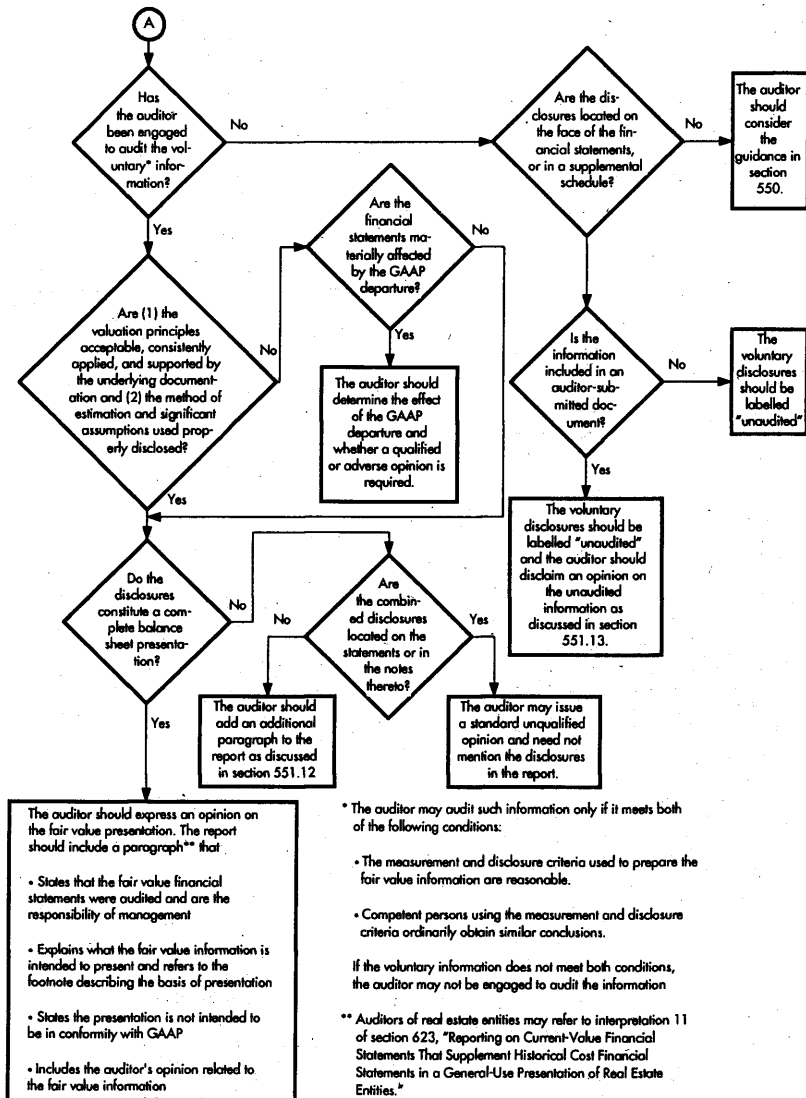 A
Has
the auditor
been engaged
to audit the vol-
untary* infor-
mation?
No
Yes
Are the dis-
closures located on
the face of the finan-
cial statements,
or in a supplemental
schedule?
No
The auditor
should
consider
the
guidance in
section
550.
Are the
financial
statements ma-
terially affected
by the GAAP
departure?
No
Yes
Are (1) the
valuation principles
acceptable, consistently
applied, and supported by
the underlying document-
ation and (2) the method of
estimation and significant
assumptions used prop-
erly disclosed?
No
Yes
The auditor should
determine the effect
of the GAAP
departure and
whether a qualified
or adverse opinion is
required.
Is the
information
included in an
auditor-sub-
mitted doc-
ument?
No
Yes
The
voluntary
disclosures
should be
labelled
"unaudited"
The voluntary
disclosures should be
labelled "unaudited"
and the auditor should
disclaim an opinion on
the unaudited
information as
discussed in section
551.13.
Do the
disclosures
constitute a com-
plete balance
sheet presenta-
tion?
No
Yes
Are
the combined
disclosures
located on the
statements or in
the notes
thereto?
No
Yes
The auditor should
add an additional
paragraph to the
report as discussed
in section 551.12
The auditor may issue
a standard unqualified
opinion and need not
mention the disclosures
in the report.
The auditor should express an opinion on
the fair value presentation. The report
should include a paragraph** that
• States that the fair value financial
statements were audited and are the
responsibility of management
• Explains what the fair value information is
intended to present and refers to the
footnote describing the basis of presentation
• States the presentation is not intended to
be in conformity with GAAP
• Includes the auditor's opinion related to
the fair value information
* The auditor may audit such information only if it meets both
of the following conditions:
• The measurement and disclosure criteria used to prepare the
fair value information are reasonable.
• Competent persons using the measurement and disclosure
criteria ordinarily obtain similar conclusions.
If the voluntary information does not meet both conditions,
the auditor may not be engaged to audit the information
** Auditors of real estate entities may refer to interpretation 11
of section 623, "Reporting on Current-Value Financial
Statements That Supplement Historical Cost Financial
Statements in a General-Use Presentation of Real Estate
Entities."